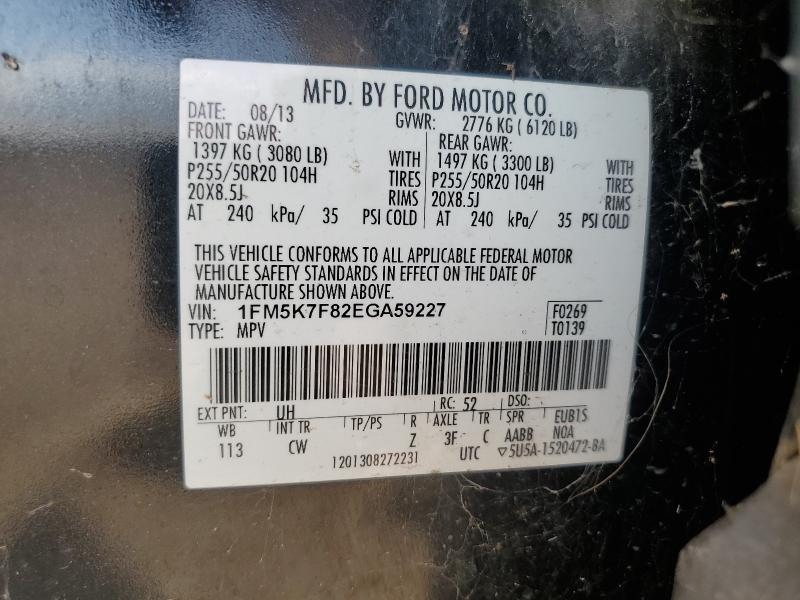 MFD. BY FORD MOTOR CO.
DATE: 08/13 GVWR: 2776 KG ( 6120 LB)
FRONT GAWR: REAR GAWR:
1397 KG ( 3080 LB) WITH 1497 KG ( 3300 LB) WITH
P255/50R20 104H TIRES P255/50R20 104H TIRES
20X8.5J RIMS 20X8.5J RIMS
AT 240 kPa/ 35 PSI COLD AT 240 kPa/ 35 PSI COLD
THIS VEHICLE CONFORMS TO ALL APPLICABLE FEDERAL MOTOR
VEHICLE SAFETY STANDARDS IN EFFECT ON THE DATE OF
MANUFACTURE SHOWN ABOVE.
VIN: 1FM5K7F82EGA59227 F0269
TYPE: MPV T0139
EXT PNT: UH RC: 52 DSO:
WB INT TR TP/PS R AXLE TR SPR EUB1S
113 CW Z 3F C AABB NOA
1201308272231 UTC ▽5U5A-1520472-BA